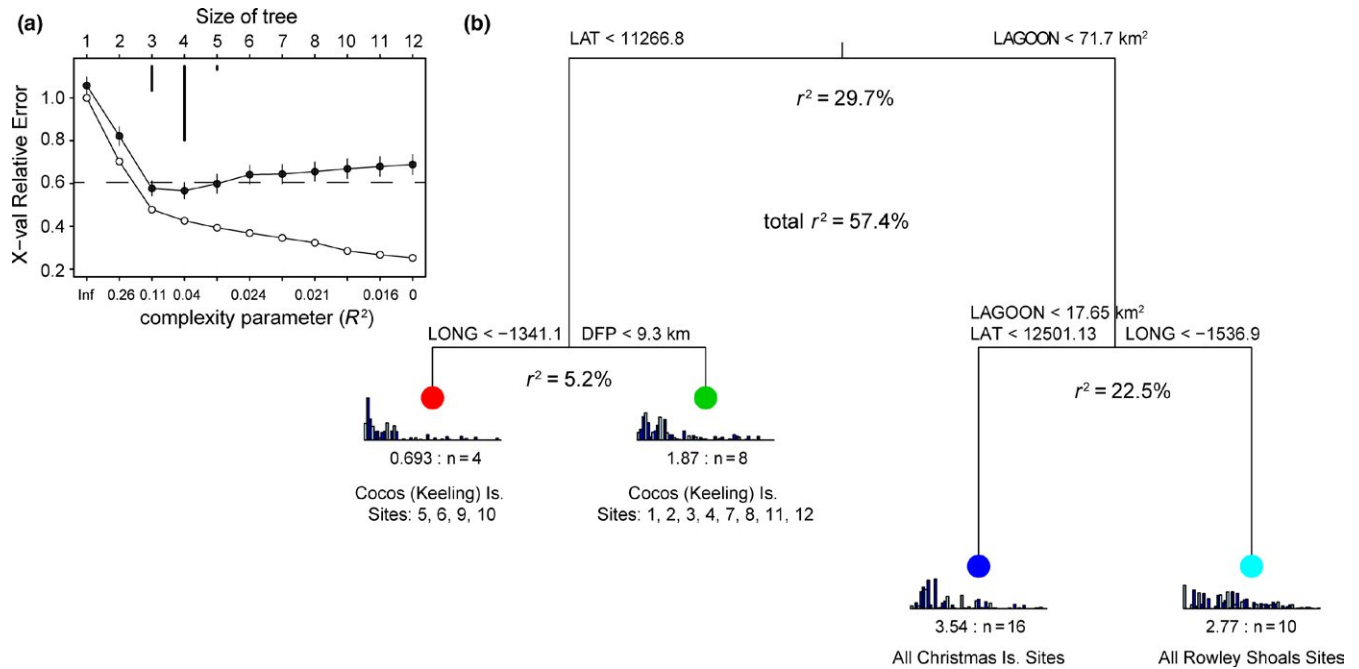 (a)
Size of tree
1 2 3 4 5 6 7 8 10 11 12
X−val Relative Error
1.0
0.8
0.6
0.4
0.2
Inf 0.26 0.11 0.04 0.024 0.021 0.016 0
complexity parameter (R²)
(b)
LAT < 11266.8 LAGOON < 71.7 km²
r² = 29.7%
total r² = 57.4%
LONG < −1341.1 DFP < 9.3 km
r² = 5.2%
LAGOON < 17.65 km²
LAT < 12501.13 LONG < −1536.9
r² = 22.5%
0.693 : n = 4
Cocos (Keeling) Is.
Sites: 5, 6, 9, 10
1.87 : n = 8
Cocos (Keeling) Is.
Sites: 1, 2, 3, 4, 7, 8, 11, 12
3.54 : n = 16
All Christmas Is. Sites
2.77 : n = 10
All Rowley Shoals Sites